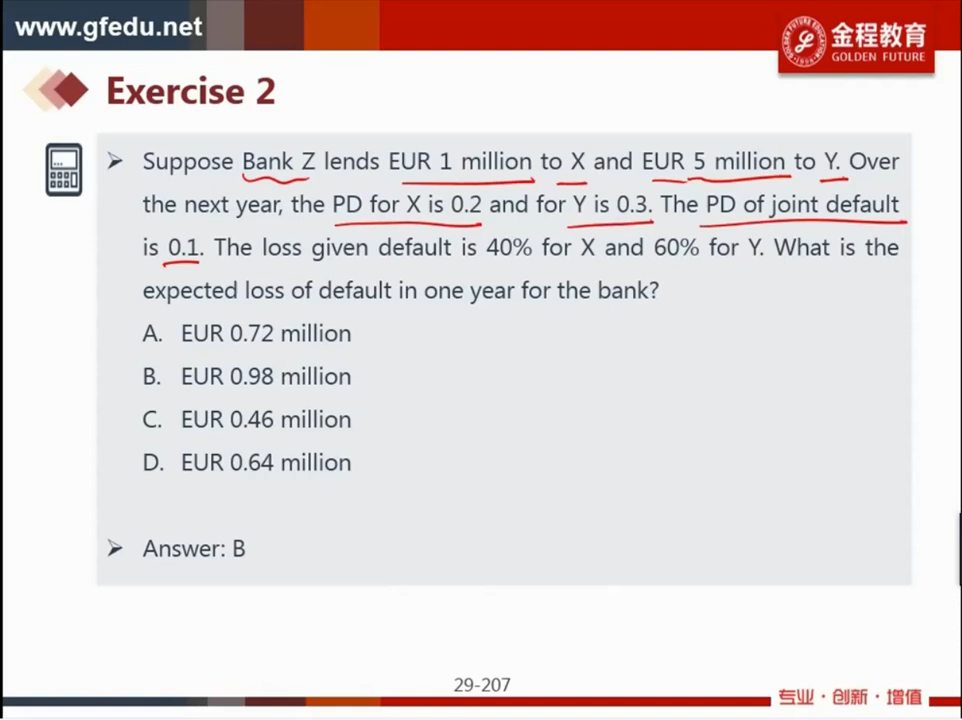 www.gfedu.net
金程教育
GOLDEN FUTURE
Exercise 2
➢ Suppose Bank Z lends EUR 1 million to X and EUR 5 million to Y. Over
the next year, the PD for X is 0.2 and for Y is 0.3. The PD of joint default
is 0.1. The loss given default is 40% for X and 60% for Y. What is the
expected loss of default in one year for the bank?
A. EUR 0.72 million
B. EUR 0.98 million
C. EUR 0.46 million
D. EUR 0.64 million
➢ Answer: B
29-207
专业·创新·增值